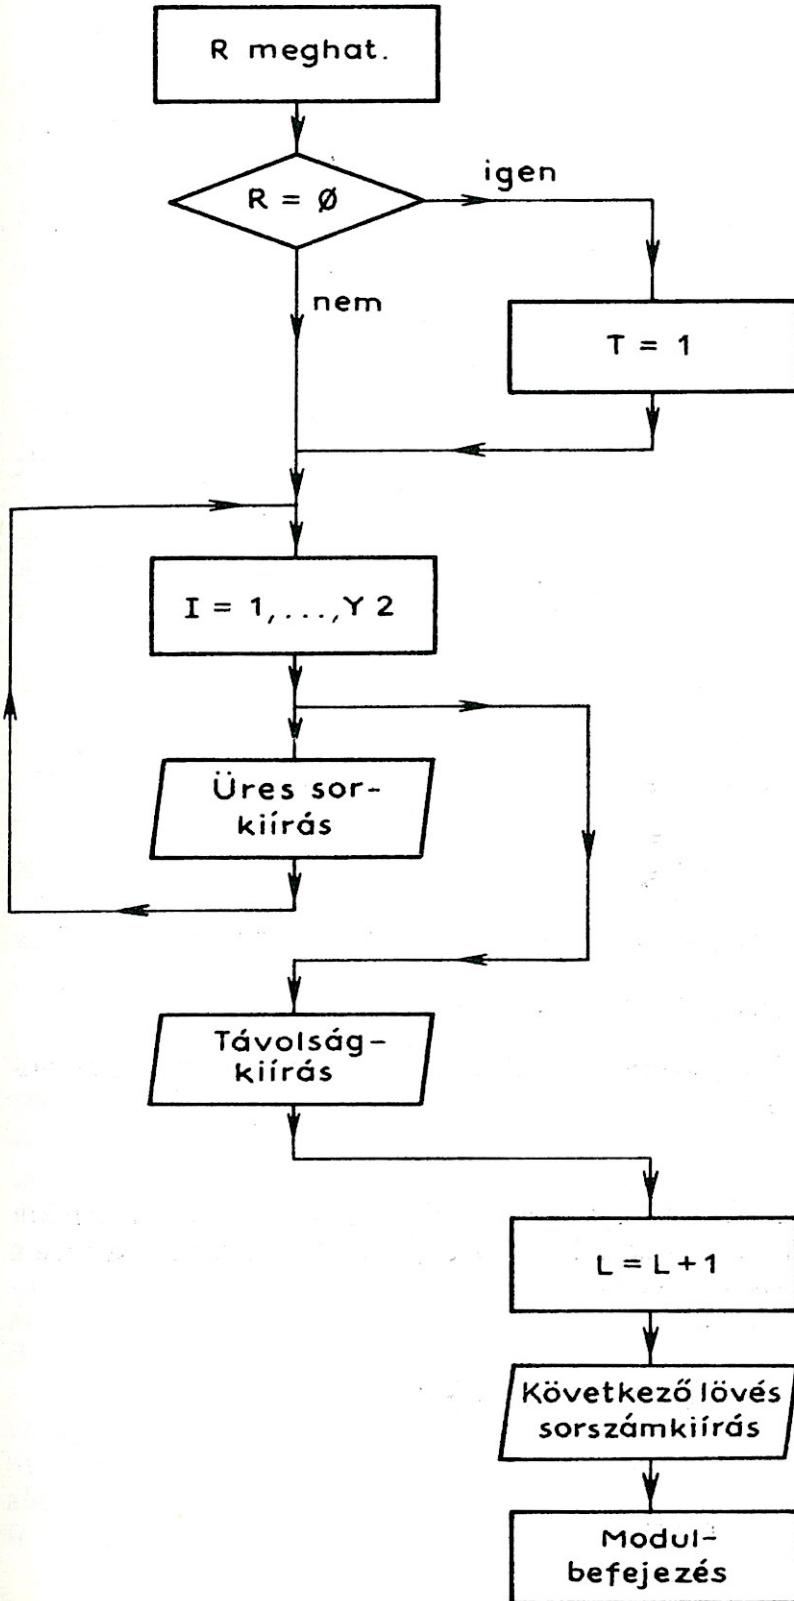 R meghat.
R = Ø
igen
nem
T = 1
I = 1,...,Y 2
Üres sor-
kiírás
Távolság-
kiírás
L = L + 1
Következő lövés
sorszámkiírás
Modul-
befejezés